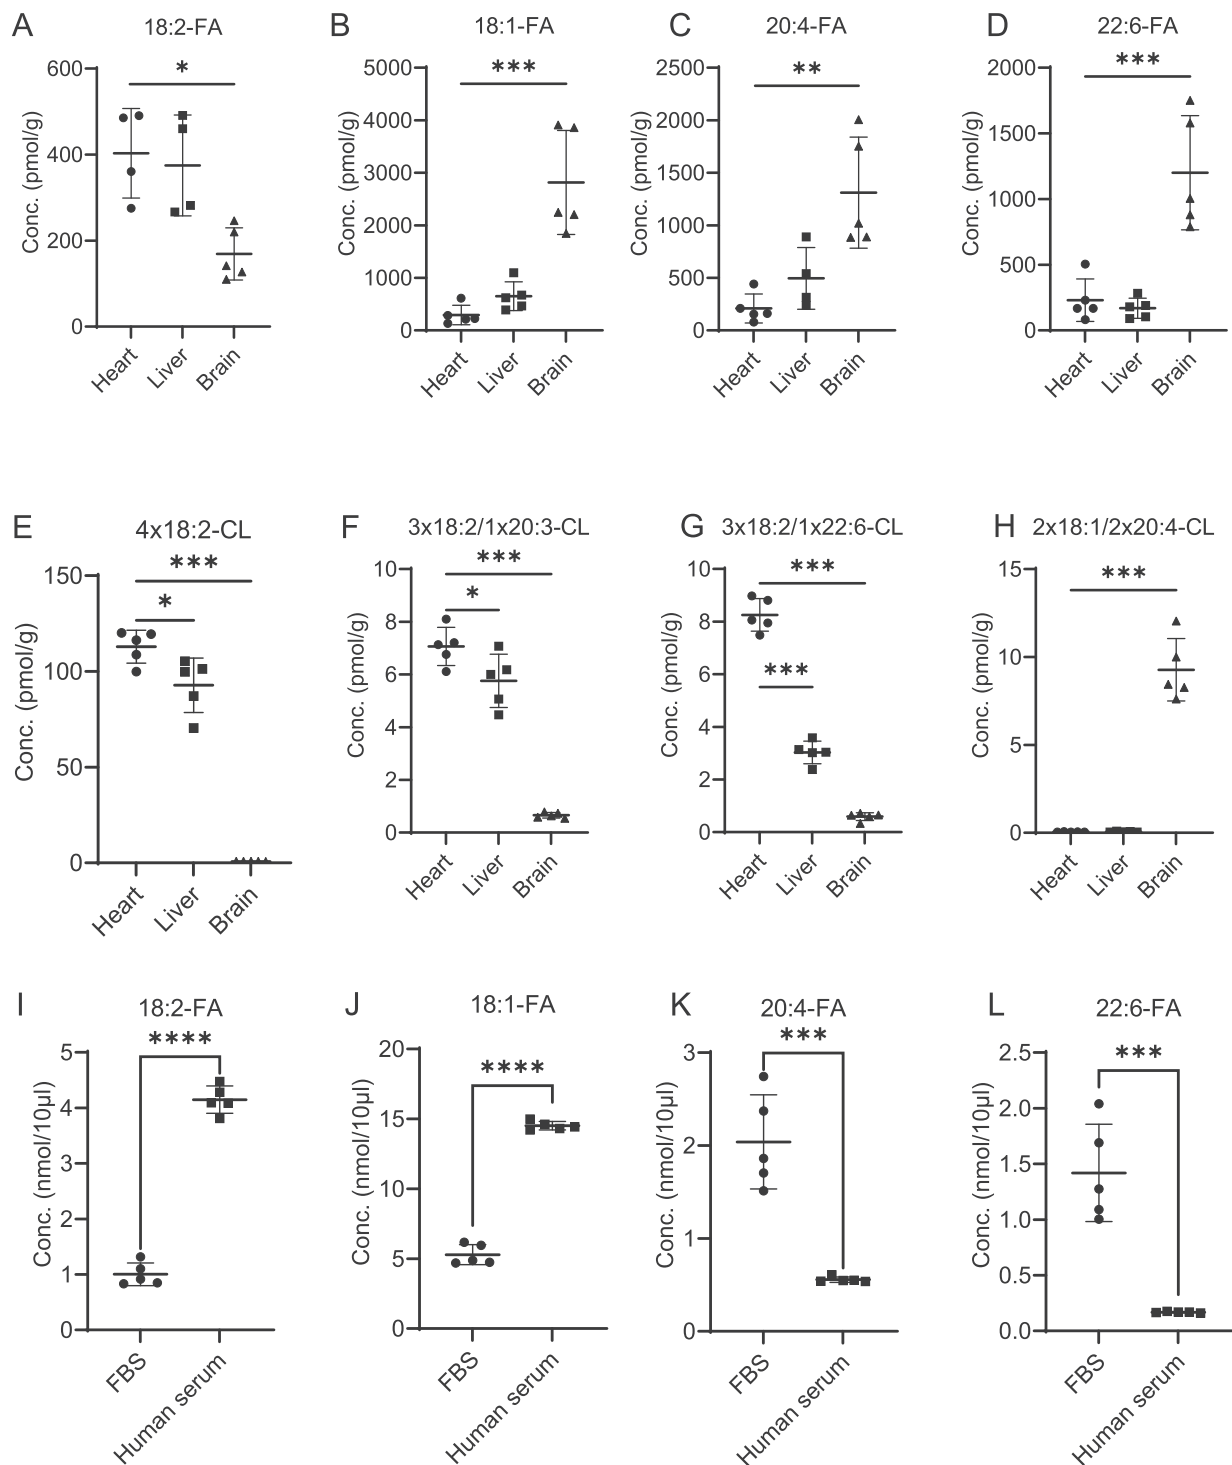 A
18:2-FA
*
Conc. (pmol/g)
600
400
200
0
Heart
Liver
Brain
B
18:1-FA
***
Conc. (pmol/g)
5000
4000
3000
2000
1000
0
Heart
Liver
Brain
C
20:4-FA
**
Conc. (pmol/g)
2500
2000
1500
1000
500
0
Heart
Liver
Brain
D
22:6-FA
***
Conc. (pmol/g)
2000
1500
1000
500
0
Heart
Liver
Brain
E
4x18:2-CL
***
*
Conc. (pmol/g)
150
100
50
0
Heart
Liver
Brain
F
3x18:2/1x20:3-CL
***
*
Conc. (pmol/g)
10
8
6
4
2
0
Heart
Liver
Brain
G
3x18:2/1x22:6-CL
***
***
Conc. (pmol/g)
10
8
6
4
2
0
Heart
Liver
Brain
H
2x18:1/2x20:4-CL
***
Conc. (pmol/g)
15
10
5
0
Heart
Liver
Brain
I
18:2-FA
****
Conc. (nmol/10µl)
5
4
3
2
1
0
FBS
Human serum
J
18:1-FA
****
Conc. (nmol/10µl)
20
15
10
5
0
FBS
Human serum
K
20:4-FA
***
Conc. (nmol/10µl)
3
2
1
0
FBS
Human serum
L
22:6-FA
***
Conc. (nmol/10µl)
2.5
2.0
1.5
1.0
0.5
0.0
FBS
Human serum